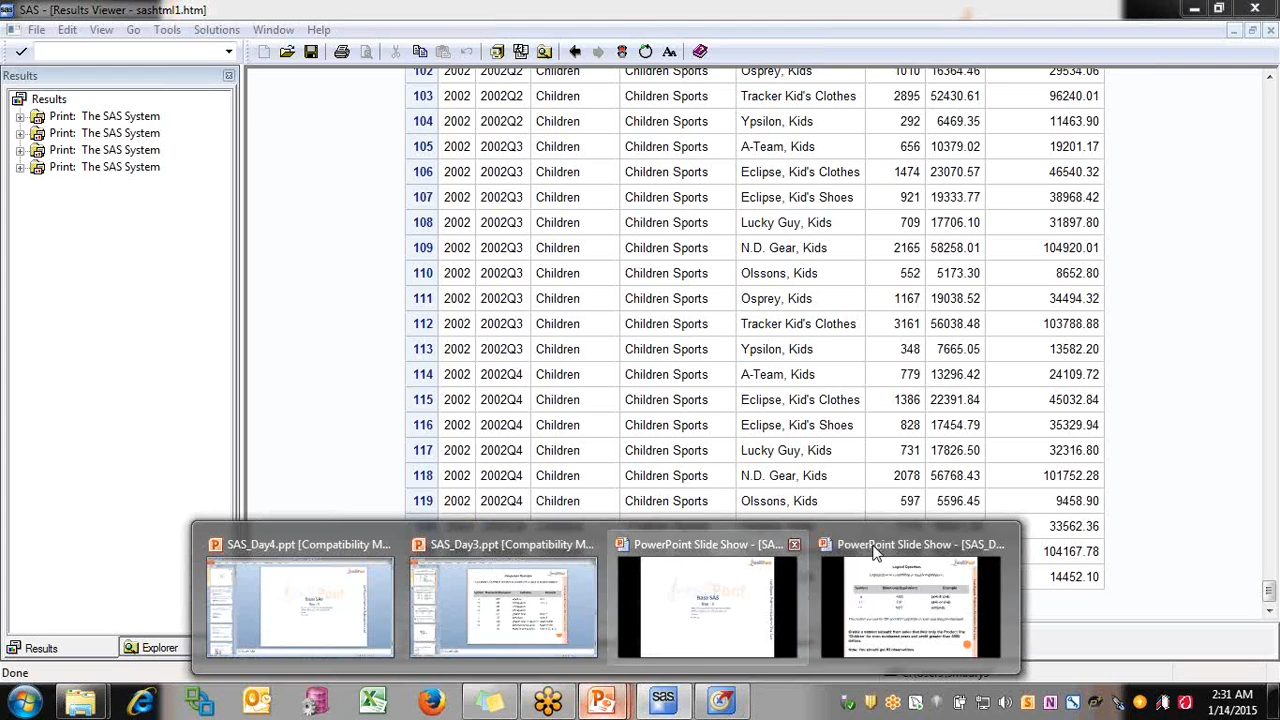 SAS - [Results Viewer - sashtml1.htm]
File Edit View Go Tools Solutions Window Help
Results
Results
Print: The SAS System
Print: The SAS System
Print: The SAS System
Print: The SAS System
102 2002 2002Q2 Children Children Sports Osprey, Kids 1010 16364.46 29534.06
103 2002 2002Q2 Children Children Sports Tracker Kid's Clothes 2895 52430.61 96240.01
104 2002 2002Q2 Children Children Sports Ypsilon, Kids 292 6469.35 11463.90
105 2002 2002Q3 Children Children Sports A-Team, Kids 656 10379.02 19201.17
106 2002 2002Q3 Children Children Sports Eclipse, Kid's Clothes 1474 23070.57 46540.32
107 2002 2002Q3 Children Children Sports Eclipse, Kid's Shoes 921 19333.77 38968.42
108 2002 2002Q3 Children Children Sports Lucky Guy, Kids 709 17706.10 31897.80
109 2002 2002Q3 Children Children Sports N.D. Gear, Kids 2165 58258.01 104920.01
110 2002 2002Q3 Children Children Sports Olssons, Kids 552 5173.30 8652.80
111 2002 2002Q3 Children Children Sports Osprey, Kids 1167 19038.52 34494.32
112 2002 2002Q3 Children Children Sports Tracker Kid's Clothes 3161 56038.48 103788.88
113 2002 2002Q3 Children Children Sports Ypsilon, Kids 348 7665.05 13582.20
114 2002 2002Q4 Children Children Sports A-Team, Kids 779 13296.42 24109.72
115 2002 2002Q4 Children Children Sports Eclipse, Kid's Clothes 1386 22391.84 45032.84
116 2002 2002Q4 Children Children Sports Eclipse, Kid's Shoes 828 17454.79 35329.94
117 2002 2002Q4 Children Children Sports Lucky Guy, Kids 731 17826.50 32316.80
118 2002 2002Q4 Children Children Sports N.D. Gear, Kids 2078 56768.43 101752.28
119 2002 2002Q4 Children Children Sports Olssons, Kids 597 5596.45 9458.90
33562.36
104167.78
14452.10
SAS_Day4.ppt [Compatibility M...
SAS_Day3.ppt [Compatibility M...
PowerPoint Slide Show - [SA...
PowerPoint Slide Show - [SAS_D...
Base SAS
Logical Operators
Results Explorer
Done
2:31 AM
1/14/2015